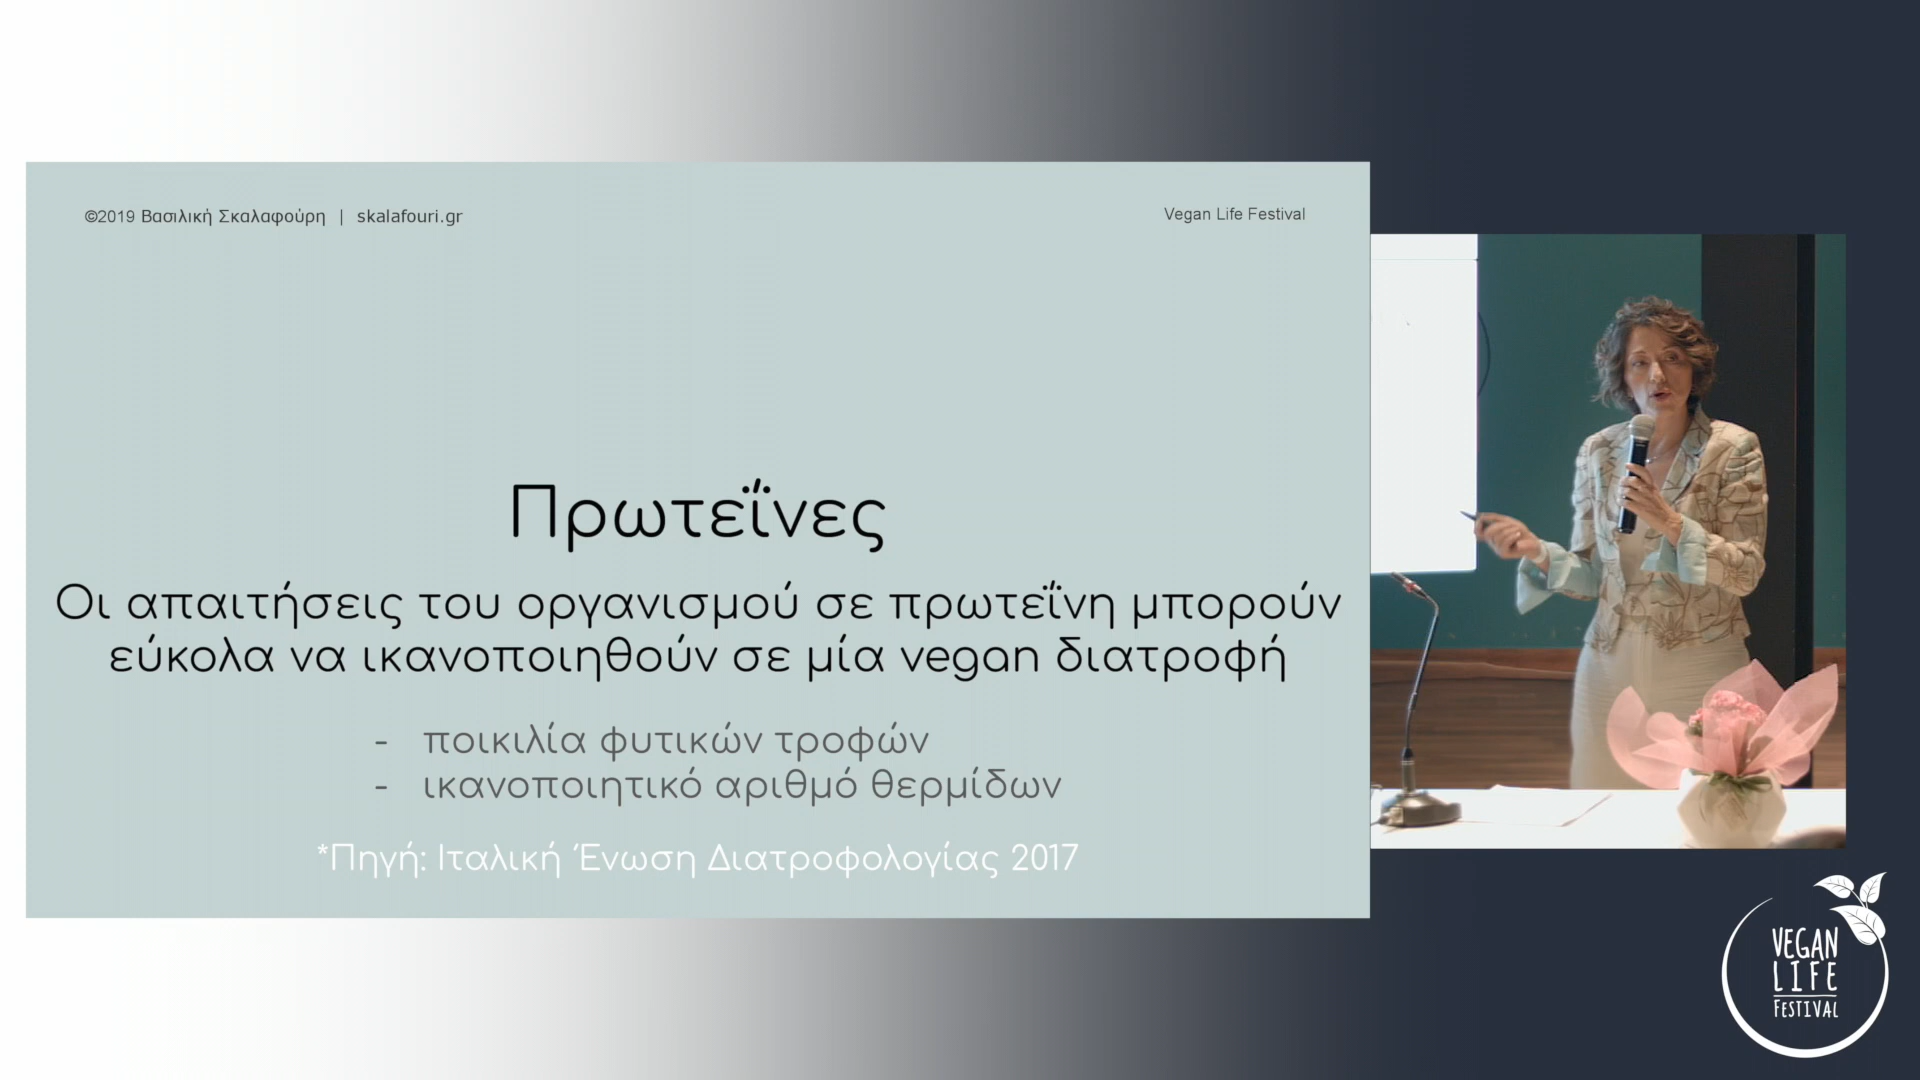 ©2019 Βασιλική Σκαλαφούρη | skalafouri.gr
Vegan Life Festival
Πρωτεΐνες
Οι απαιτήσεις του οργανισμού σε πρωτεΐνη μπορούν
εύκολα να ικανοποιηθούν σε μία vegan διατροφή
- ποικιλία φυτικών τροφών
- ικανοποιητικό αριθμό θερμίδων
*Πηγή: Ιταλική Ένωση Διατροφολογίας 2017
VEGAN
LIFE
FESTIVAL